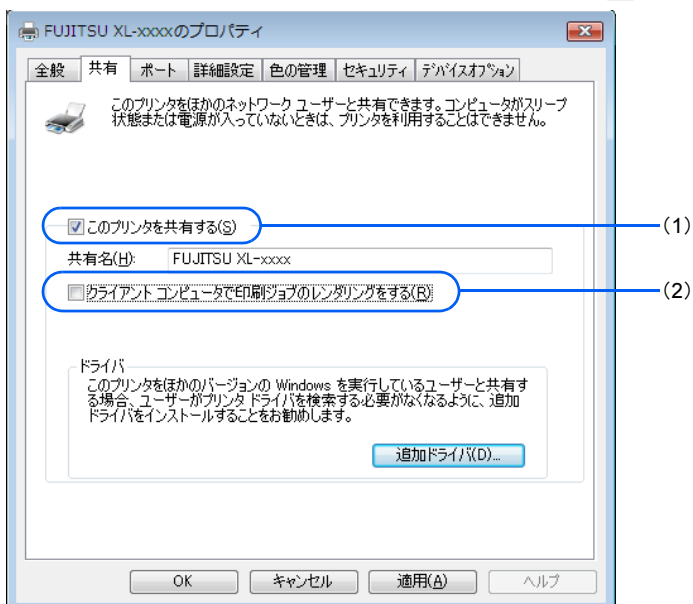 FUJITSU XL-xxxxのプロパティ
全般 共有 ポート 詳細設定 色の管理 セキュリティ デバイスオプション
このプリンタをほかのネットワーク ユーザーと共有できます。コンピュータがスリープ
状態または電源が入っていないときは、プリンタを利用することはできません。
このプリンタを共有する(S) (1)
共有名(H): FUJITSU XL-xxxx
クライアント コンピュータで印刷ジョブのレンダリングをする(R) (2)
ドライバ
このプリンタをほかのバージョンの Windows を実行しているユーザーと共有す
る場合、ユーザーがプリンタ ドライバを検索する必要がなくなるように、追加
ドライバをインストールすることをお勧めします。
追加ドライバ(D)...
OK キャンセル 適用(A) ヘルプ